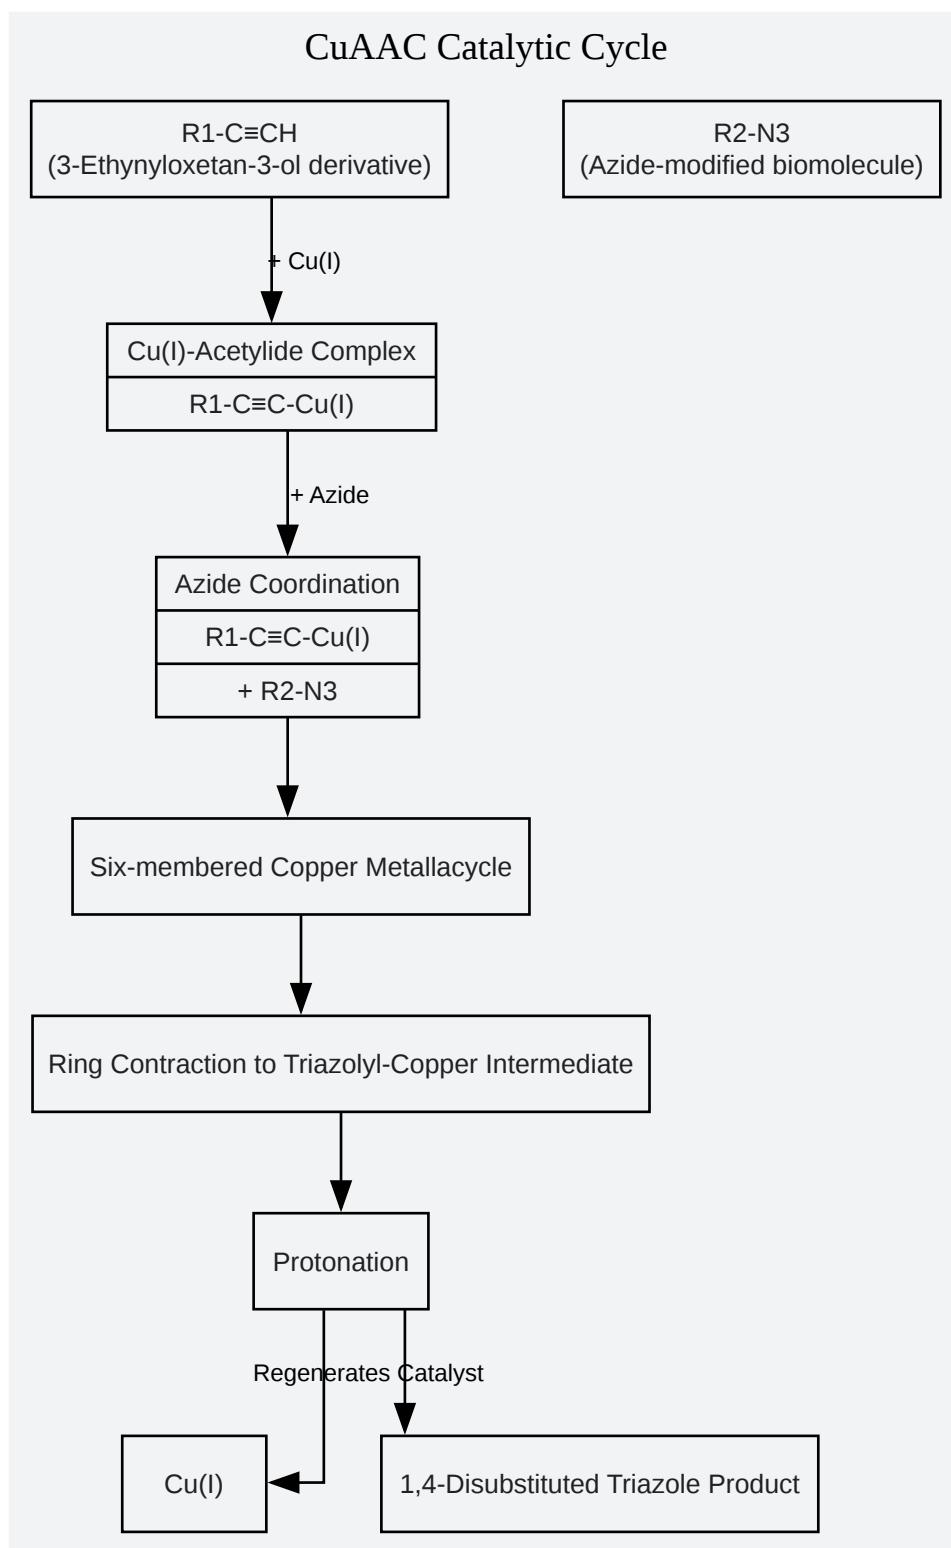 CuAAC Catalytic Cycle
R1-C≡CH
(3-Ethynyloxetan-3-ol derivative)
R2-N3
(Azide-modified biomolecule)
+ Cu(I)
Cu(I)-Acetylide Complex
R1-C≡C-Cu(I)
+ Azide
Azide Coordination
R1-C≡C-Cu(I)
+ R2-N3
Six-membered Copper Metallacycle
Ring Contraction to Triazolyl-Copper Intermediate
Protonation
Regenerates Catalyst
Cu(I)
1,4-Disubstituted Triazole Product